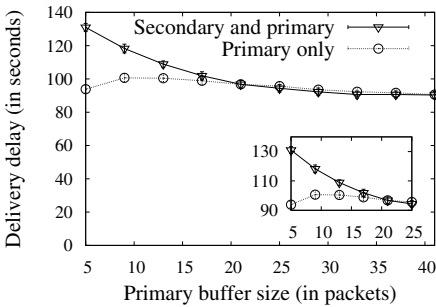 Delivery delay (in seconds)
140
120
100
80
60
40
20
0
Secondary and primary
Primary only
130
110
90
5 10 15 20 25
5 10 15 20 25 30 35 40
Primary buffer size (in packets)